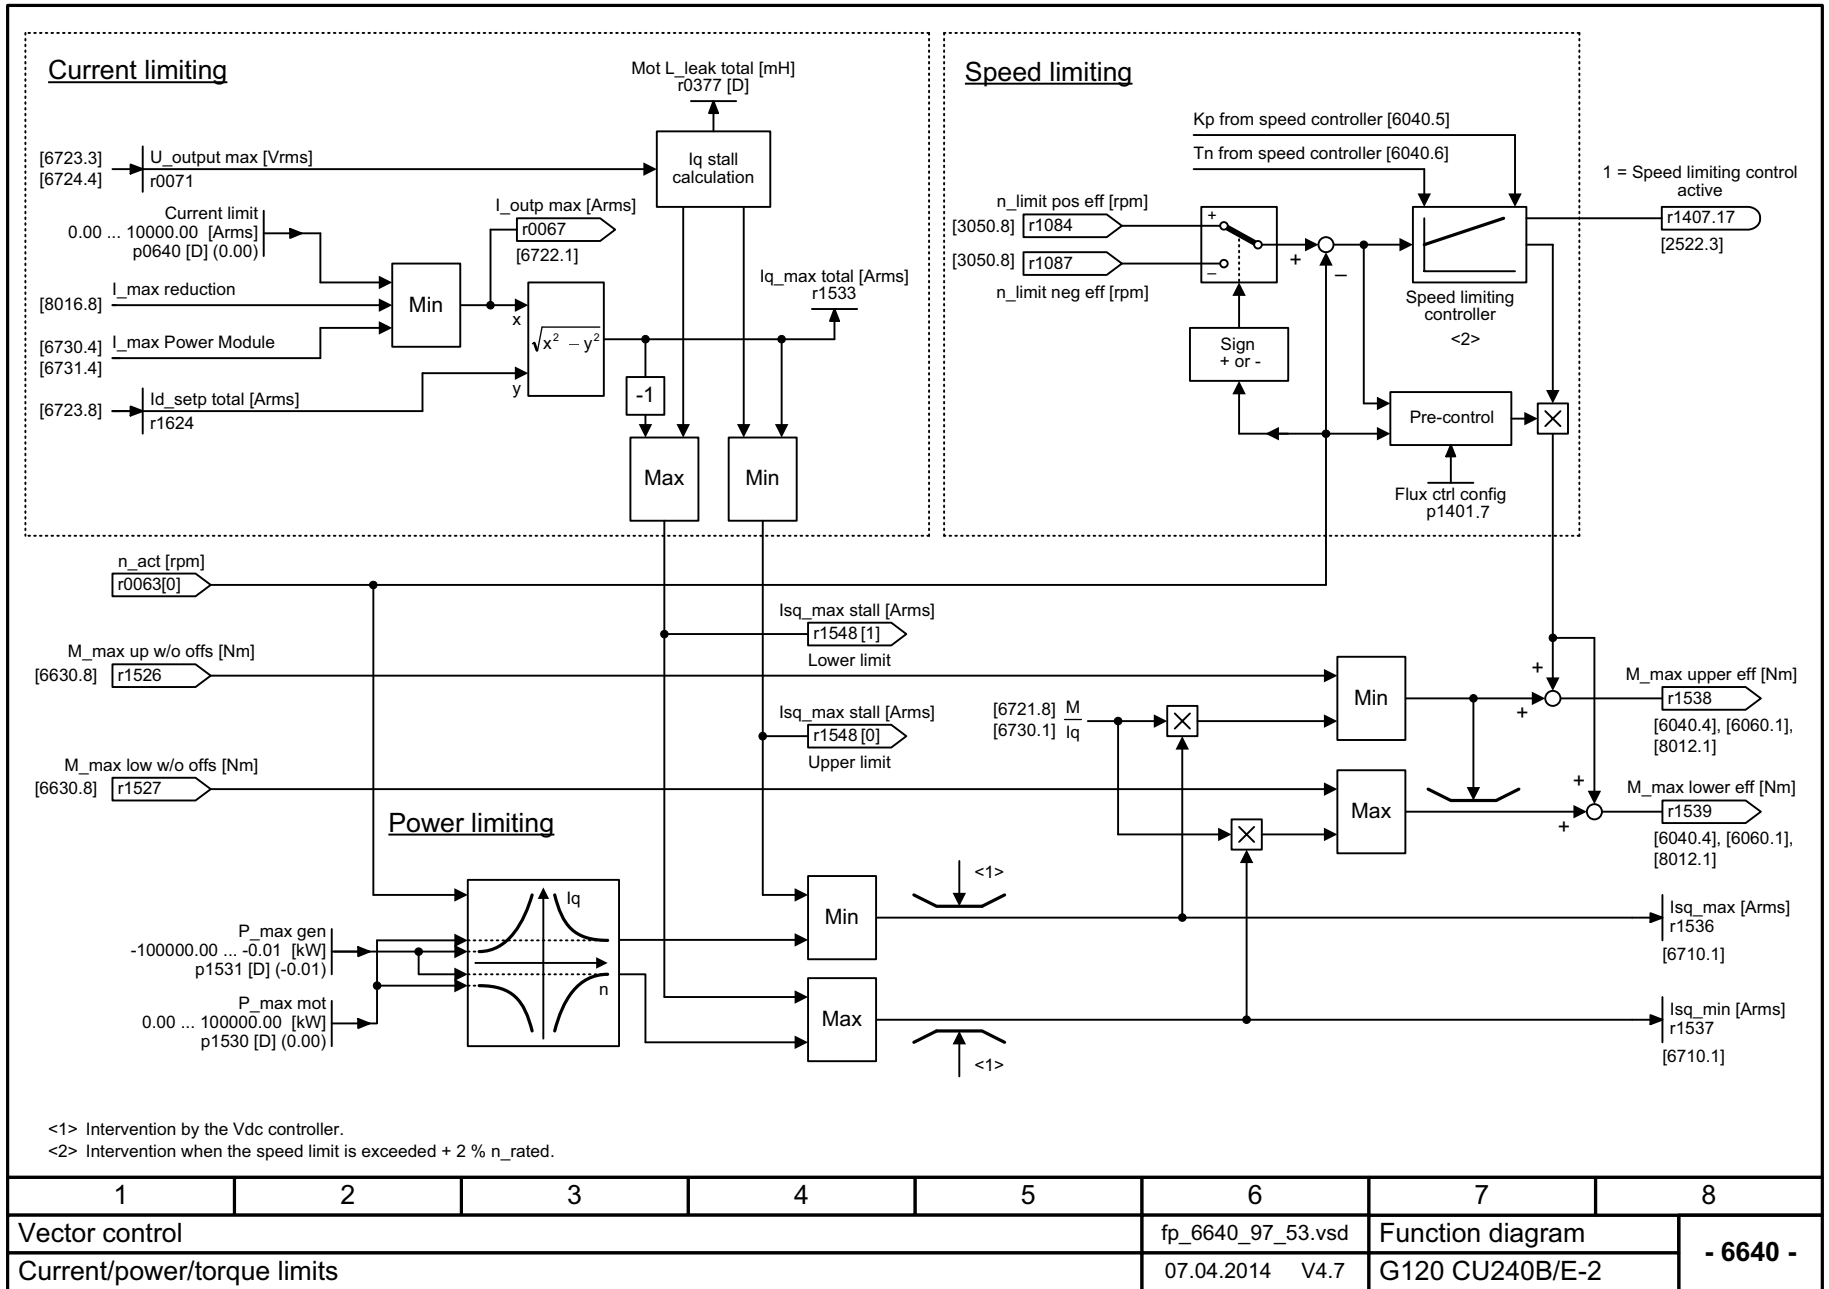 Current limiting
Mot L_leak total [mH]
r0377 [D]
[6723.3]
[6724.4]
U_output max [Vrms]
r0071
Iq stall
calculation
Current limit
0.00 ... 10000.00 [Arms]
p0640 [D] (0.00)
I_outp max [Arms]
r0067
[6722.1]
[8016.8]
I_max reduction
[6730.4]
[6731.4]
I_max Power Module
Min
x
y
√x² – y²
Iq_max total [Arms]
r1533
[6723.8]
Id_setp total [Arms]
r1624
-1
Max
Min
Speed limiting
Kp from speed controller [6040.5]
Tn from speed controller [6040.6]
n_limit pos eff [rpm]
[3050.8]
r1084
[3050.8]
r1087
n_limit neg eff [rpm]
+
–
+
–
Sign
+ or -
Speed limiting
controller
<2>
1 = Speed limiting control
active
r1407.17
[2522.3]
Pre-control
Flux ctrl config
p1401.7
n_act [rpm]
r0063[0]
Isq_max stall [Arms]
r1548 [1]
Lower limit
M_max up w/o offs [Nm]
[6630.8]
r1526
Isq_max stall [Arms]
r1548 [0]
Upper limit
[6721.8]
[6730.1]
M
Iq
Min
+
+
M_max upper eff [Nm]
r1538
[6040.4], [6060.1],
[8012.1]
M_max low w/o offs [Nm]
[6630.8]
r1527
Max
+
+
M_max lower eff [Nm]
r1539
[6040.4], [6060.1],
[8012.1]
Power limiting
Iq
n
P_max gen
-100000.00 ... -0.01 [kW]
p1531 [D] (-0.01)
P_max mot
0.00 ... 100000.00 [kW]
p1530 [D] (0.00)
Min
<1>
Isq_max [Arms]
r1536
[6710.1]
Max
<1>
Isq_min [Arms]
r1537
[6710.1]
<1> Intervention by the Vdc controller.
<2> Intervention when the speed limit is exceeded + 2 % n_rated.
1 2 3 4 5 6 7 8
Vector control
fp_6640_97_53.vsd
Function diagram
- 6640 -
Current/power/torque limits
07.04.2014 V4.7
G120 CU240B/E-2